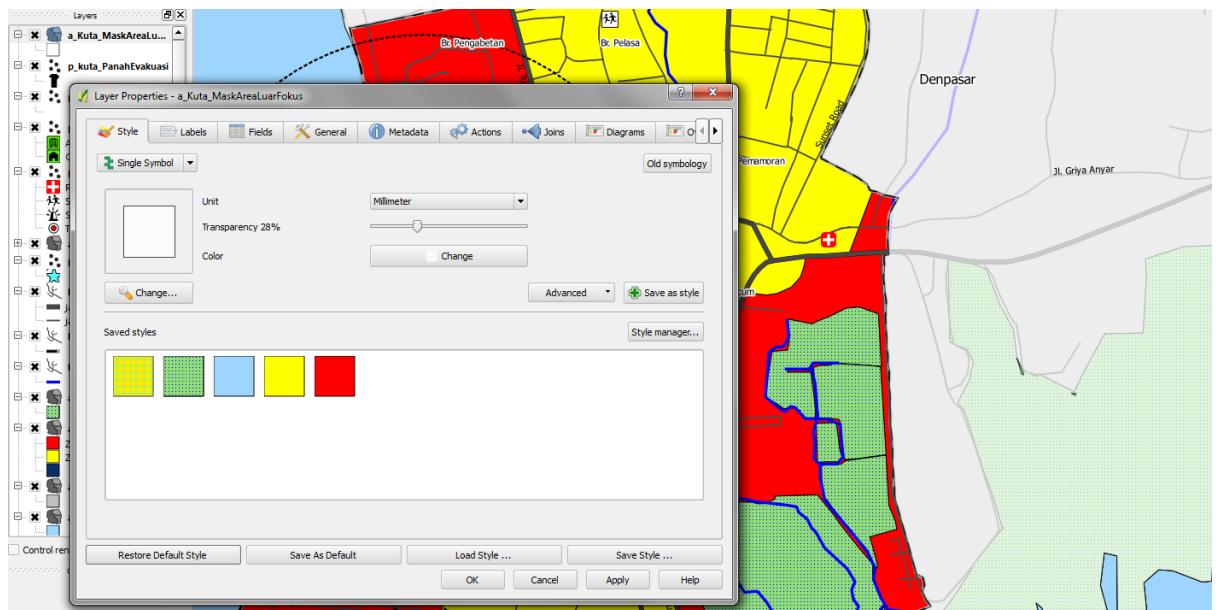 Layers
a_Kuta_MaskAreaLu...
p_kuta_PanahEvakuasi
Layer Properties - a_Kuta_MaskAreaLuarFokus
Style
Labels
Fields
General
Metadata
Actions
Joins
Diagrams
Single Symbol
Old symbology
Unit
Millimeter
Transparency 28%
Color
Change
Change...
Advanced
Save as style
Saved styles
Style manager...
Restore Default Style
Save As Default
Load Style ...
Save Style ...
OK
Cancel
Apply
Help
Control ren
Br. Pengabetan
Br. Pelasa
Denpasar
Sunset Road
Pemamoran
Jl. Griya Anyar